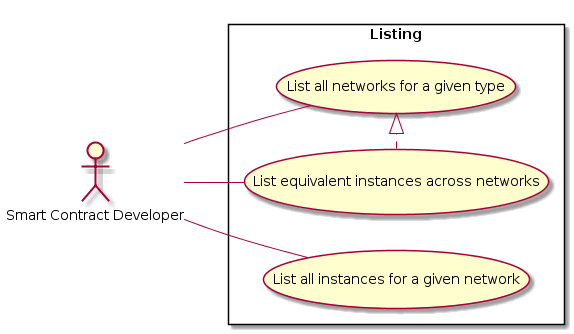 Listing
List all networks for a given type
List equivalent instances across networks
Smart Contract Developer
List all instances for a given network